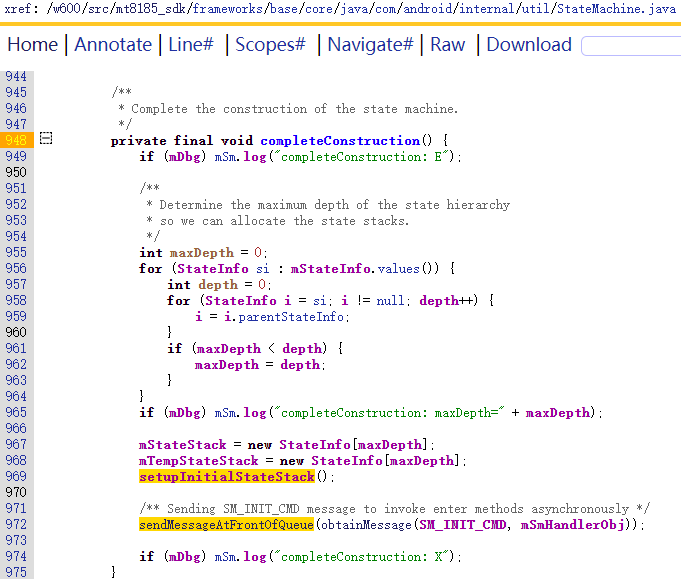 xref: /w600/src/mt8185_sdk/frameworks/base/core/java/com/android/internal/util/StateMachine.java
Home | Annotate | Line# | Scopes# | Navigate# | Raw | Download
944
945 /**
946 * Complete the construction of the state machine.
947 */
948 private final void completeConstruction() {
949 if (mDbg) mSm.log("completeConstruction: E");
950
951 /**
952 * Determine the maximum depth of the state hierarchy
953 * so we can allocate the state stacks.
954 */
955 int maxDepth = 0;
956 for (StateInfo si : mStateInfo.values()) {
957 int depth = 0;
958 for (StateInfo i = si; i != null; depth++) {
959 i = i.parentStateInfo;
960 }
961 if (maxDepth < depth) {
962 maxDepth = depth;
963 }
964 }
965 if (mDbg) mSm.log("completeConstruction: maxDepth=" + maxDepth);
966
967 mStateStack = new StateInfo[maxDepth];
968 mTempStateStack = new StateInfo[maxDepth];
969 setupInitialStateStack();
970
971 /** Sending SM_INIT_CMD message to invoke enter methods asynchronously */
972 sendMessageAtFrontOfQueue(obtainMessage(SM_INIT_CMD, mSmHandlerObj));
973
974 if (mDbg) mSm.log("completeConstruction: X");
975 }